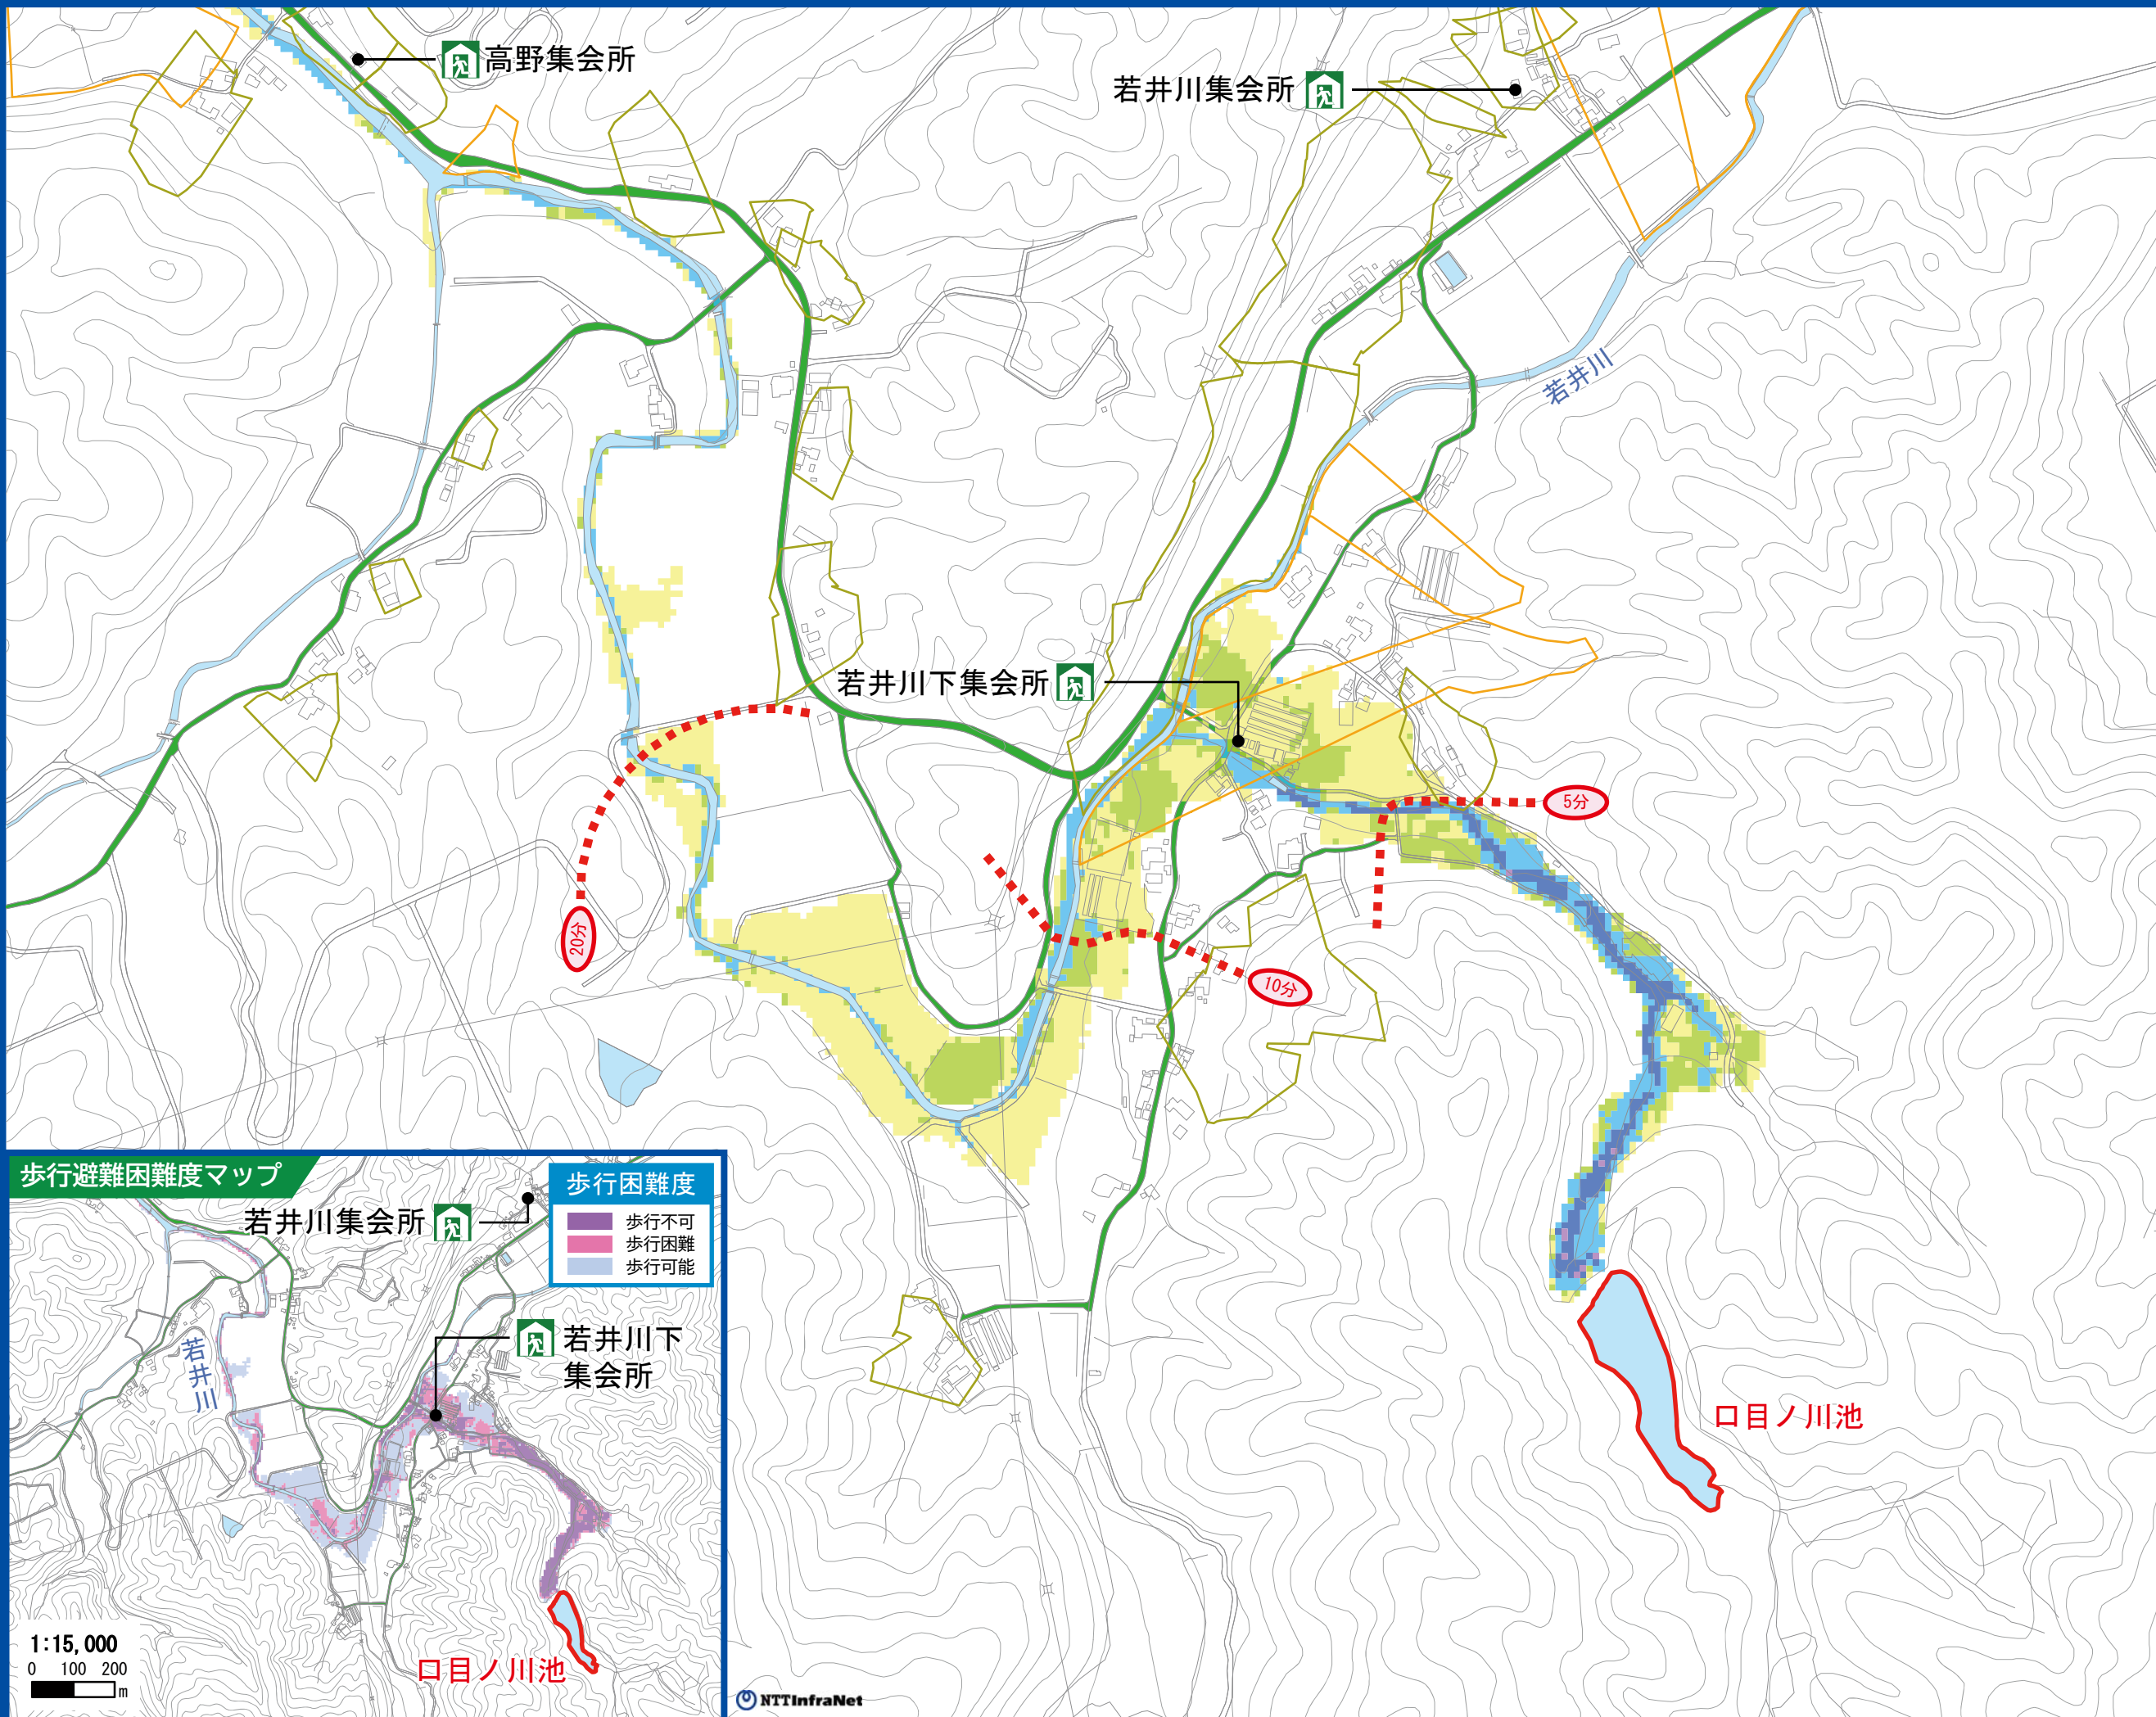 高野集会所
若井川集会所
若井川
若井川下集会所
5分
20分
10分
口目ノ川池
歩行避難困難度マップ
若井川集会所
歩行困難度
歩行不可
歩行困難
歩行可能
若井川
若井川下
集会所
口目ノ川池
1:15,000
0 100 200
m
NTTInfraNet